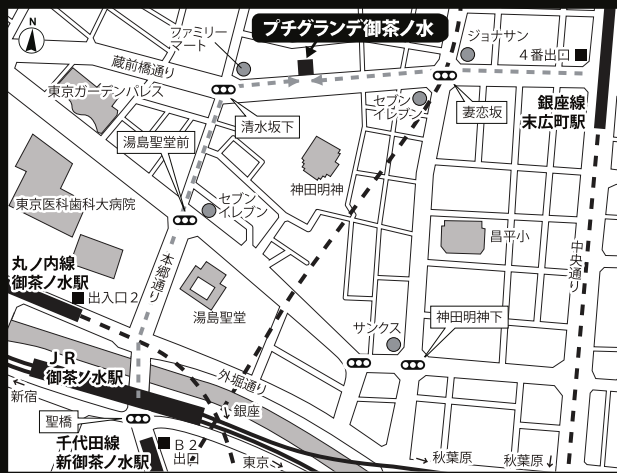 N
ファミリー
マート
プチグランデ御茶ノ水
ジョナサン
4番出口
蔵前橋通り
東京ガーデンパレス
セブン
イレブン
妻恋坂
銀座線
末広町駅
清水坂下
湯島聖堂前
神田明神
東京医科歯科大病院
セブン
イレブン
昌平小
中央通り
本郷通り
丸ノ内線
御茶ノ水駅
出入口2
湯島聖堂
サンクス
神田明神下
JR
御茶ノ水駅
外堀通り
←新宿
聖橋
↓銀座
千代田線
新御茶ノ水駅
B2
出口
東京→
→秋葉原
秋葉原↓